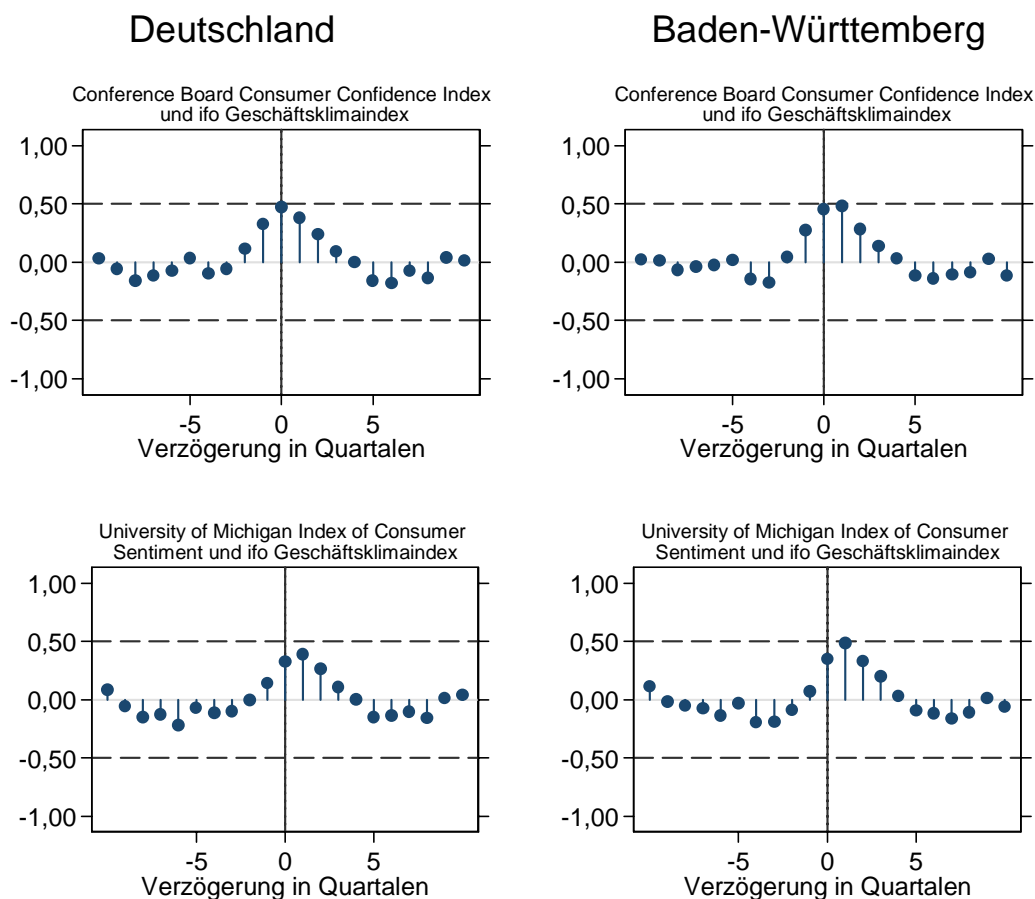 Deutschland
Baden-Württemberg
Conference Board Consumer Confidence Index
und ifo Geschäftsklimaindex
1,00
0,50
0,00
-0,50
-1,00
-5 0 5
Verzögerung in Quartalen
Conference Board Consumer Confidence Index
und ifo Geschäftsklimaindex
1,00
0,50
0,00
-0,50
-1,00
-5 0 5
Verzögerung in Quartalen
University of Michigan Index of Consumer
Sentiment und ifo Geschäftsklimaindex
1,00
0,50
0,00
-0,50
-1,00
-5 0 5
Verzögerung in Quartalen
University of Michigan Index of Consumer
Sentiment und ifo Geschäftsklimaindex
1,00
0,50
0,00
-0,50
-1,00
-5 0 5
Verzögerung in Quartalen